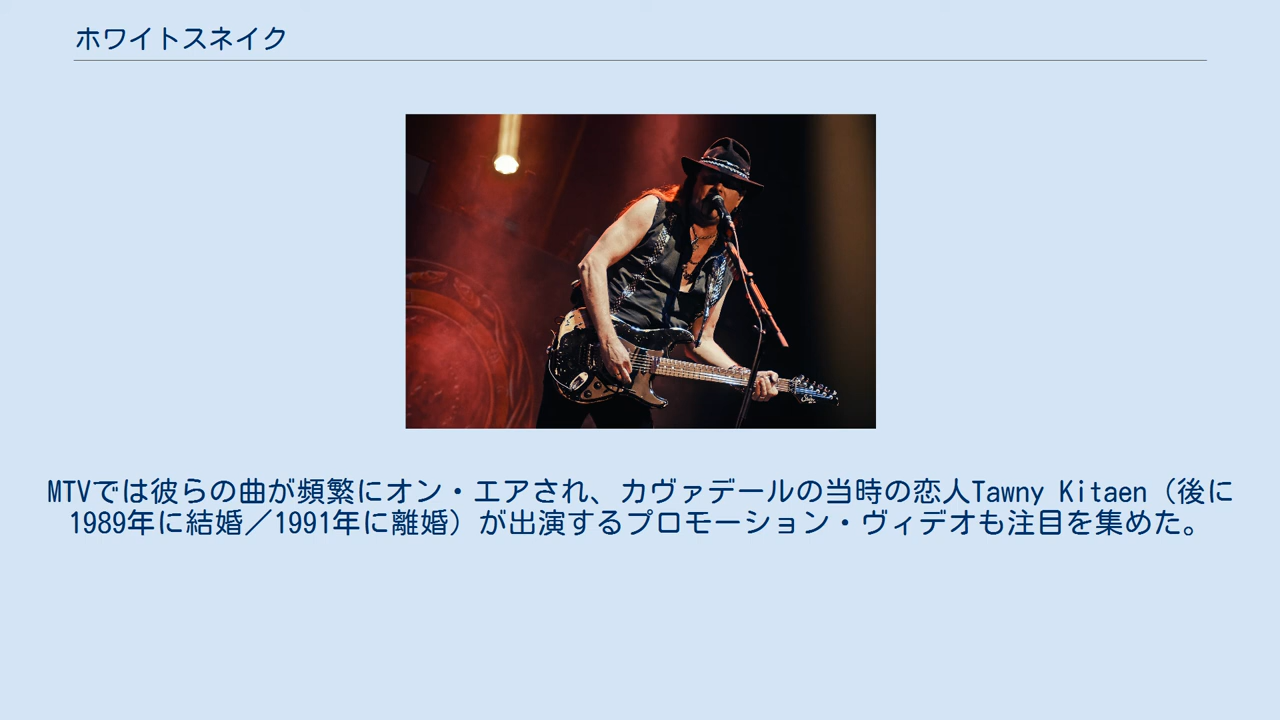 ホワイトスネイク
MTVでは彼らの曲が頻繁にオン・エアされ、カヴァデールの当時の恋人Tawny Kitaen（後に
1989年に結婚／1991年に離婚）が出演するプロモーション・ヴィデオも注目を集めた。